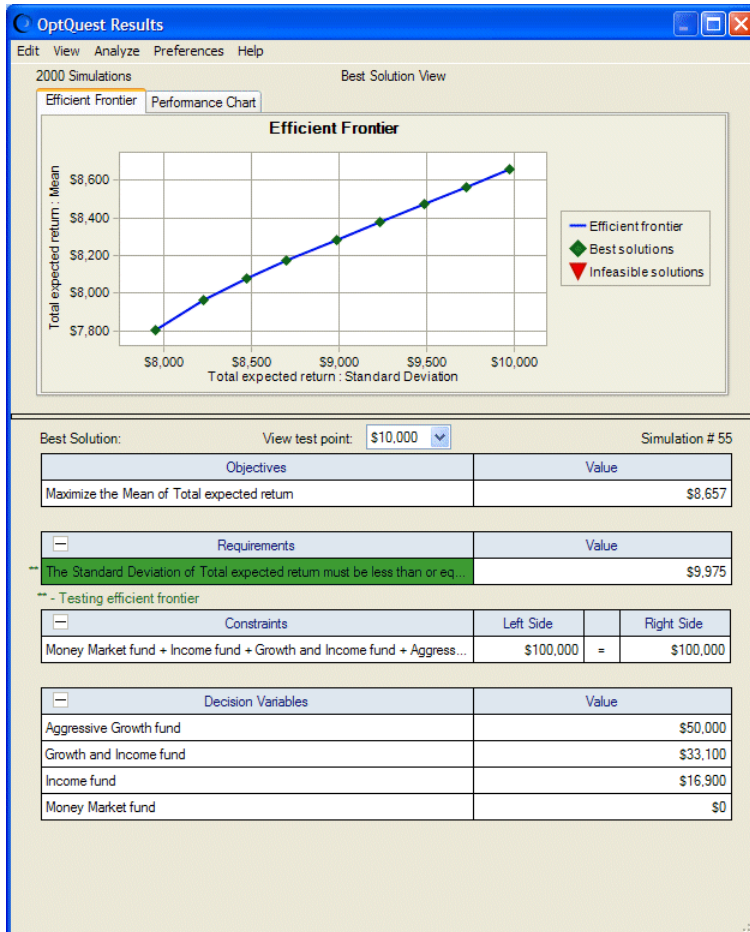 OptQuest Results
Edit View Analyze Preferences Help
2000 Simulations Best Solution View
Efficient Frontier Performance Chart
Efficient Frontier
Total expected return : Mean
$8,600
$8,400
$8,200
$8,000
$7,800
$8,000 $8,500 $9,000 $9,500 $10,000
Total expected return : Standard Deviation
Efficient frontier
Best solutions
Infeasible solutions
Best Solution: View test point: $10,000 Simulation # 55
Objectives Value
Maximize the Mean of Total expected return $8,657
Requirements Value
** The Standard Deviation of Total expected return must be less than or eq... $9,975
** - Testing efficient frontier
Constraints Left Side Right Side
Money Market fund + Income fund + Growth and Income fund + Aggress... $100,000 = $100,000
Decision Variables Value
Aggressive Growth fund $50,000
Growth and Income fund $33,100
Income fund $16,900
Money Market fund $0